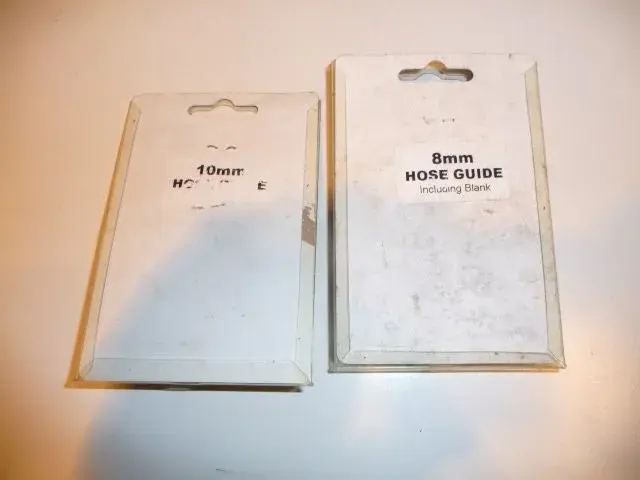 10mm
8mm
HOSE GUIDE
Including Blank